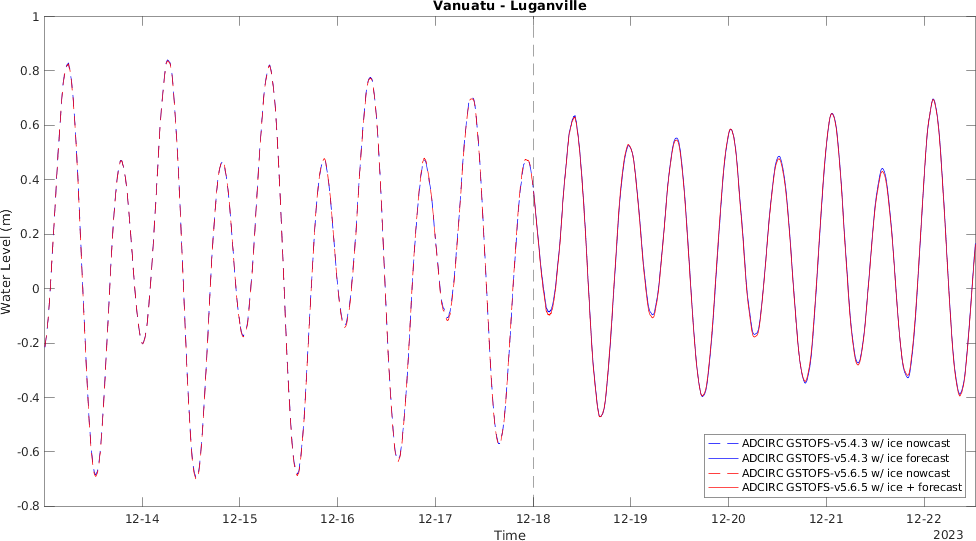 Vanuatu - Luganville
1
0.8
0.6
0.4
0.2
0
-0.2
-0.4
-0.6
-0.8
Water Level (m)
12-14
12-15
12-16
12-17
12-18
12-19
12-20
12-21
12-22
Time
2023
ADCIRC GSTOFS-v5.4.3 w/ ice nowcast
ADCIRC GSTOFS-v5.4.3 w/ ice forecast
ADCIRC GSTOFS-v5.6.5 w/ ice nowcast
ADCIRC GSTOFS-v5.6.5 w/ ice + forecast